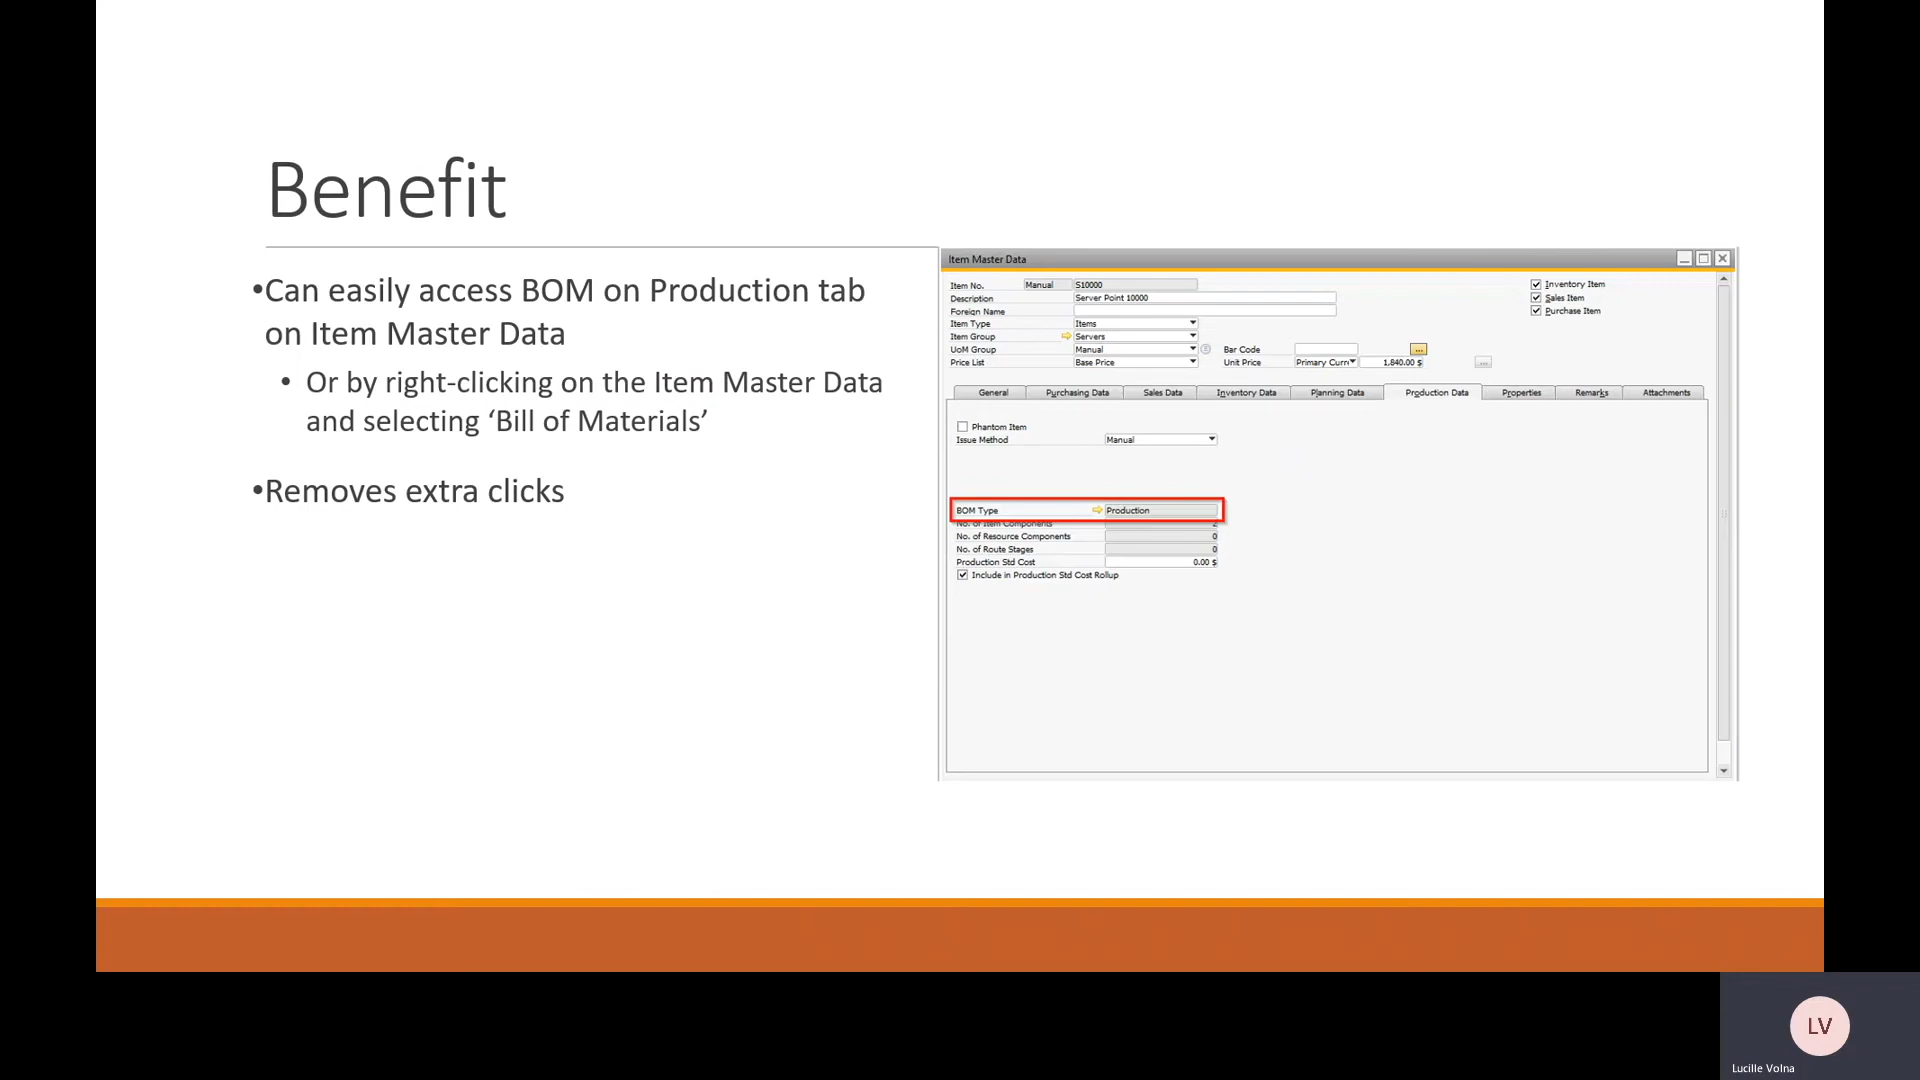 Benefit
•Can easily access BOM on Production tab
on Item Master Data
• Or by right-clicking on the Item Master Data
and selecting ‘Bill of Materials’
•Removes extra clicks
Item Master Data
Item No. Manual S10000
Description Server Point 10000
Foreign Name
Item Type Items
Item Group Servers
UoM Group Manual Bar Code ...
Price List Base Price Unit Price Primary Curr 1,840.00 $ ...
Inventory Item
Sales Item
Purchase Item
General Purchasing Data Sales Data Inventory Data Planning Data Production Data Properties Remarks Attachments
Phantom Item
Issue Method Manual
BOM Type Production
No. of Item Components 2
No. of Resource Components 0
No. of Route Stages 0
Production Std Cost 0.00 $
Include in Production Std Cost Rollup
LV
Lucille Volna